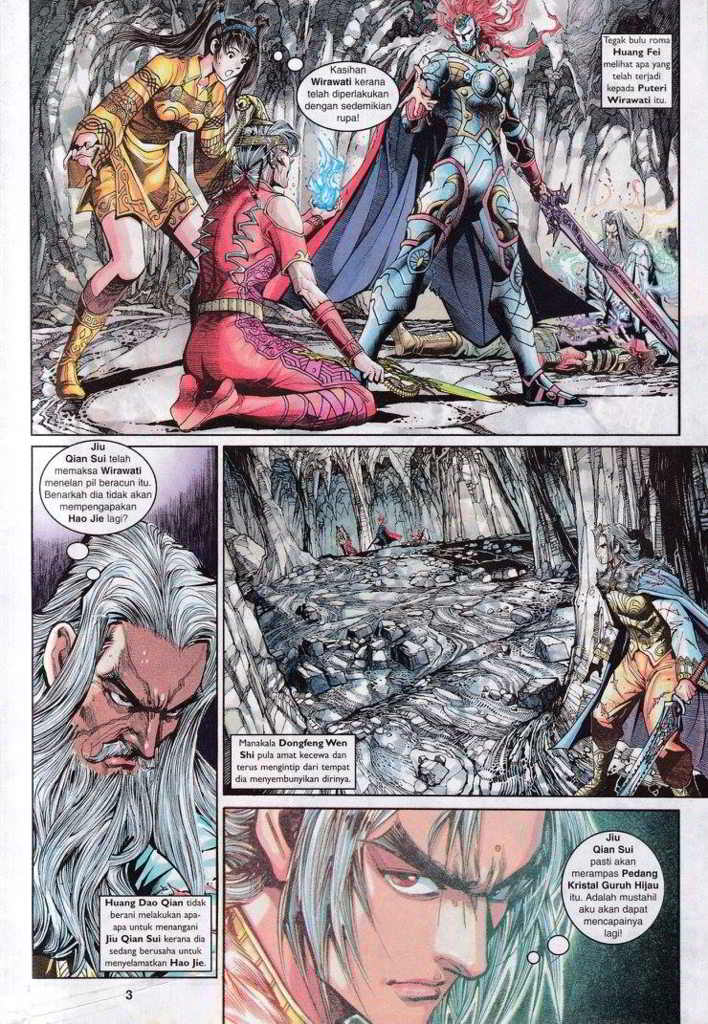 Kasihan
Wirawati kerana
telah diperlakukan
dengan sedemikian
rupa!
Tegak bulu roma
Huang Fei
melihat apa yang
telah terjadi
kepada Puteri
Wirawati itu.
Jiu
Qian Sui telah
memaksa Wirawati
menelan pil beracun itu.
Benarkah dia tidak akan
mempengapakan
Hao Jie lagi?
Huang Dao Qian tidak
berani melakukan apa-
apa untuk menangani
Jiu Qian Sui kerana dia
sedang berusaha untuk
menyelamatkan Hao Jie.
Manakala Dongfeng Wen
Shi pula amat kecewa dan
terus mengintip dari tempat
dia menyembunyikan dirinya.
Jiu
Qian Sui
pasti akan
merampas Pedang
Kristal Guruh Hijau
itu. Adalah mustahil
aku akan dapat
mencapainya
lagi!
3